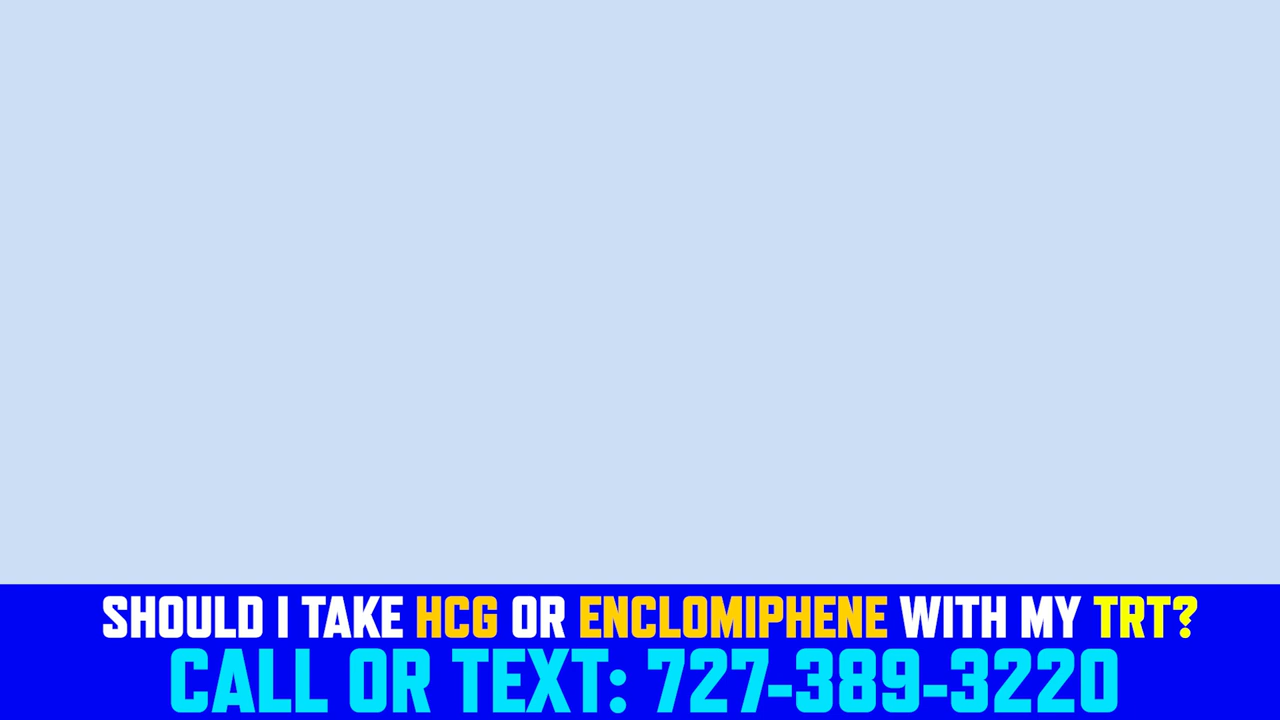 SHOULD I TAKE HCG OR ENCLOMIPHENE WITH MY TRT?
CALL OR TEXT: 727-389-3220